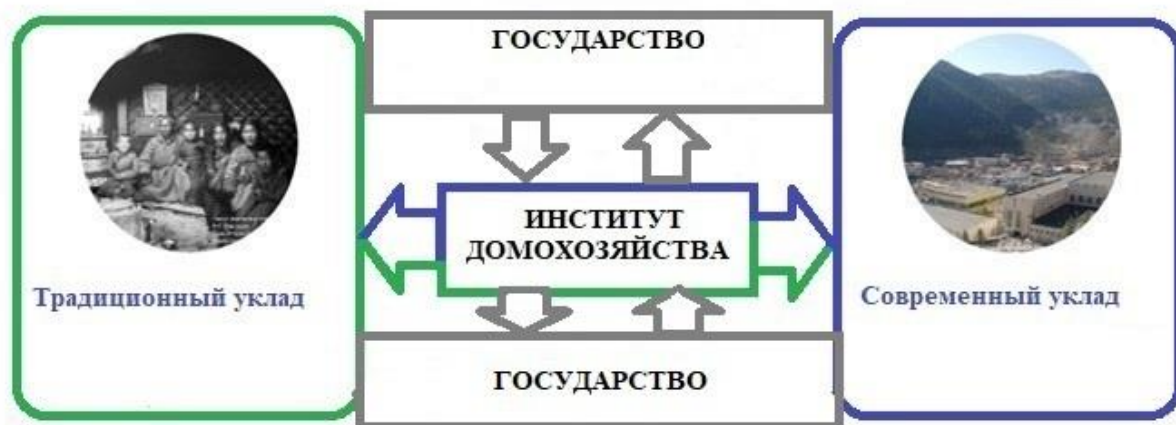 ГОСУДАРСТВО
ИНСТИТУТ
ДОМОХОЗЯЙСТВА
Традиционный уклад
Современный уклад
ГОСУДАРСТВО